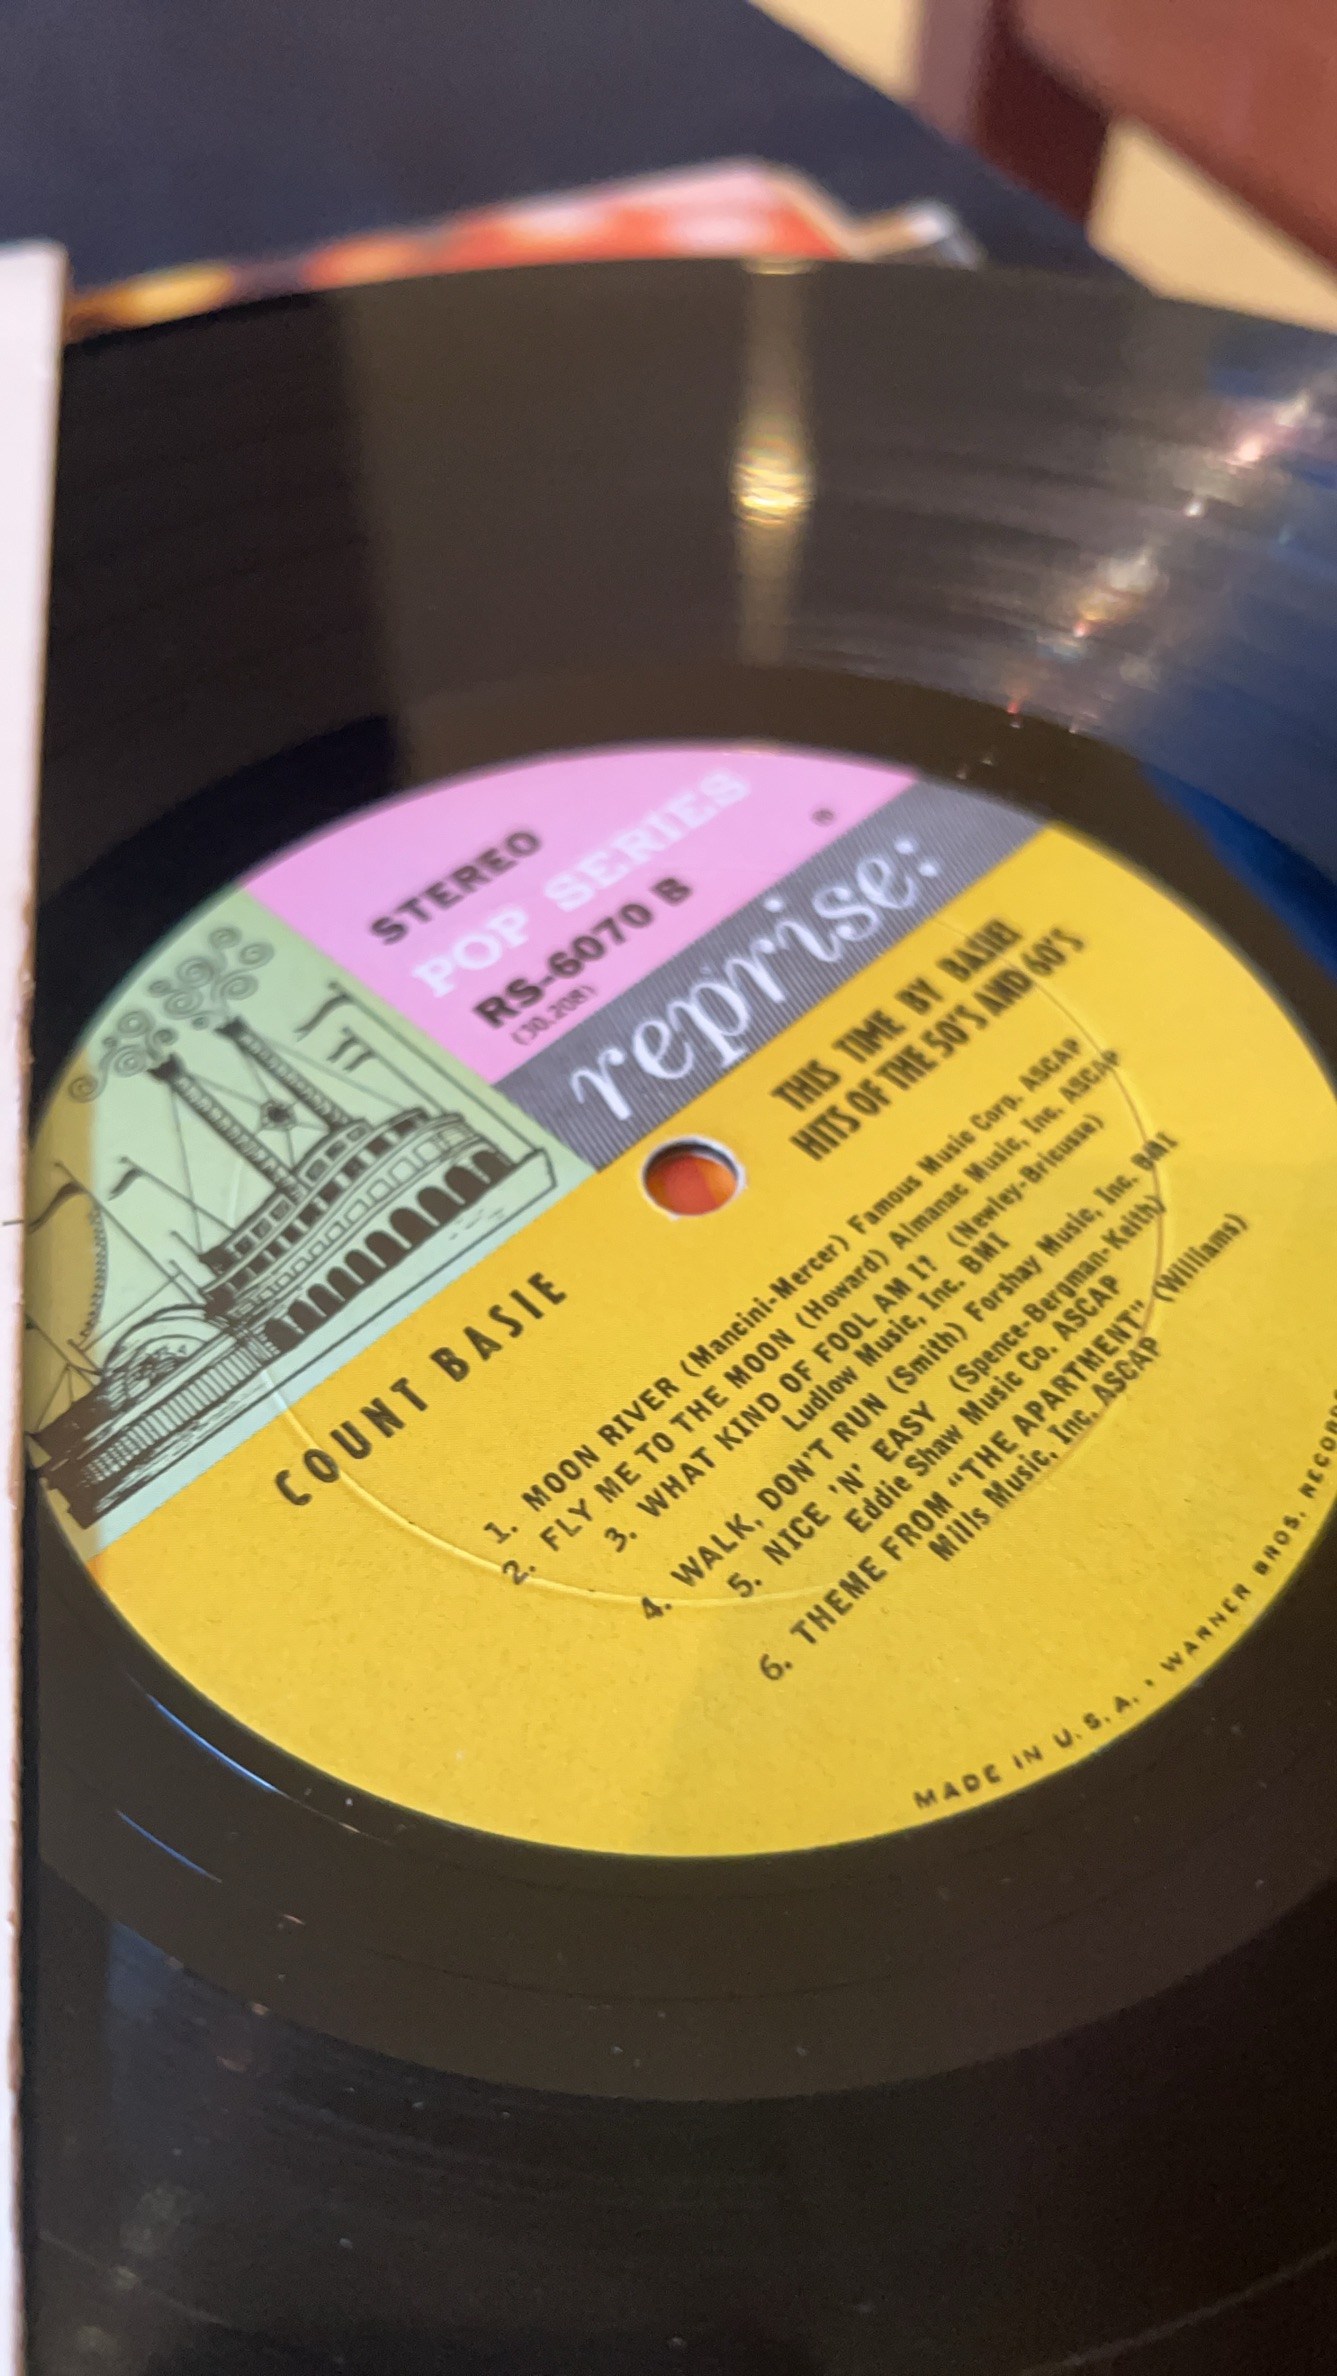 STEREO
POP SERIES
RS-6070 B
(30,208)
reprise:
THIS TIME BY BASIE!
HITS OF THE 50'S AND 60'S
COUNT BASIE
1. MOON RIVER (Mancini-Mercer) Famous Music Corp. ASCAP
2. FLY ME TO THE MOON (Howard) Almanac Music, Inc. ASCAP
3. WHAT KIND OF FOOL AM I? (Newley-Bricusse)
Ludlow Music, Inc. BMI
4. WALK, DON'T RUN (Smith) Forshay Music, Inc. BMI
5. NICE 'N' EASY (Spence-Bergman-Keith)
Eddie Shaw Music Co. ASCAP
6. THEME FROM "THE APARTMENT" (Williams)
Mills Music, Inc. ASCAP
MADE IN U.S.A. • WARNER BROS. RECOR